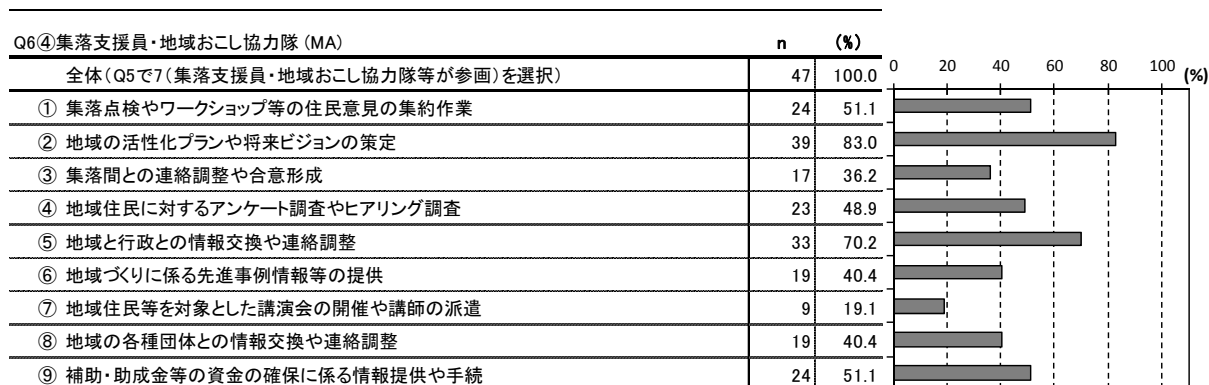 Q6④集落支援員・地域おこし協力隊 (MA) n (%)
全体(Q5で7(集落支援員・地域おこし協力隊等が参画)を選択) 47 100.0 0 20 40 60 80 100 (%)
① 集落点検やワークショップ等の住民意見の集約作業 24 51.1
② 地域の活性化プランや将来ビジョンの策定 39 83.0
③ 集落間との連絡調整や合意形成 17 36.2
④ 地域住民に対するアンケート調査やヒアリング調査 23 48.9
⑤ 地域と行政との情報交換や連絡調整 33 70.2
⑥ 地域づくりに係る先進事例情報等の提供 19 40.4
⑦ 地域住民等を対象とした講演会の開催や講師の派遣 9 19.1
⑧ 地域の各種団体との情報交換や連絡調整 19 40.4
⑨ 補助・助成金等の資金の確保に係る情報提供や手続 24 51.1